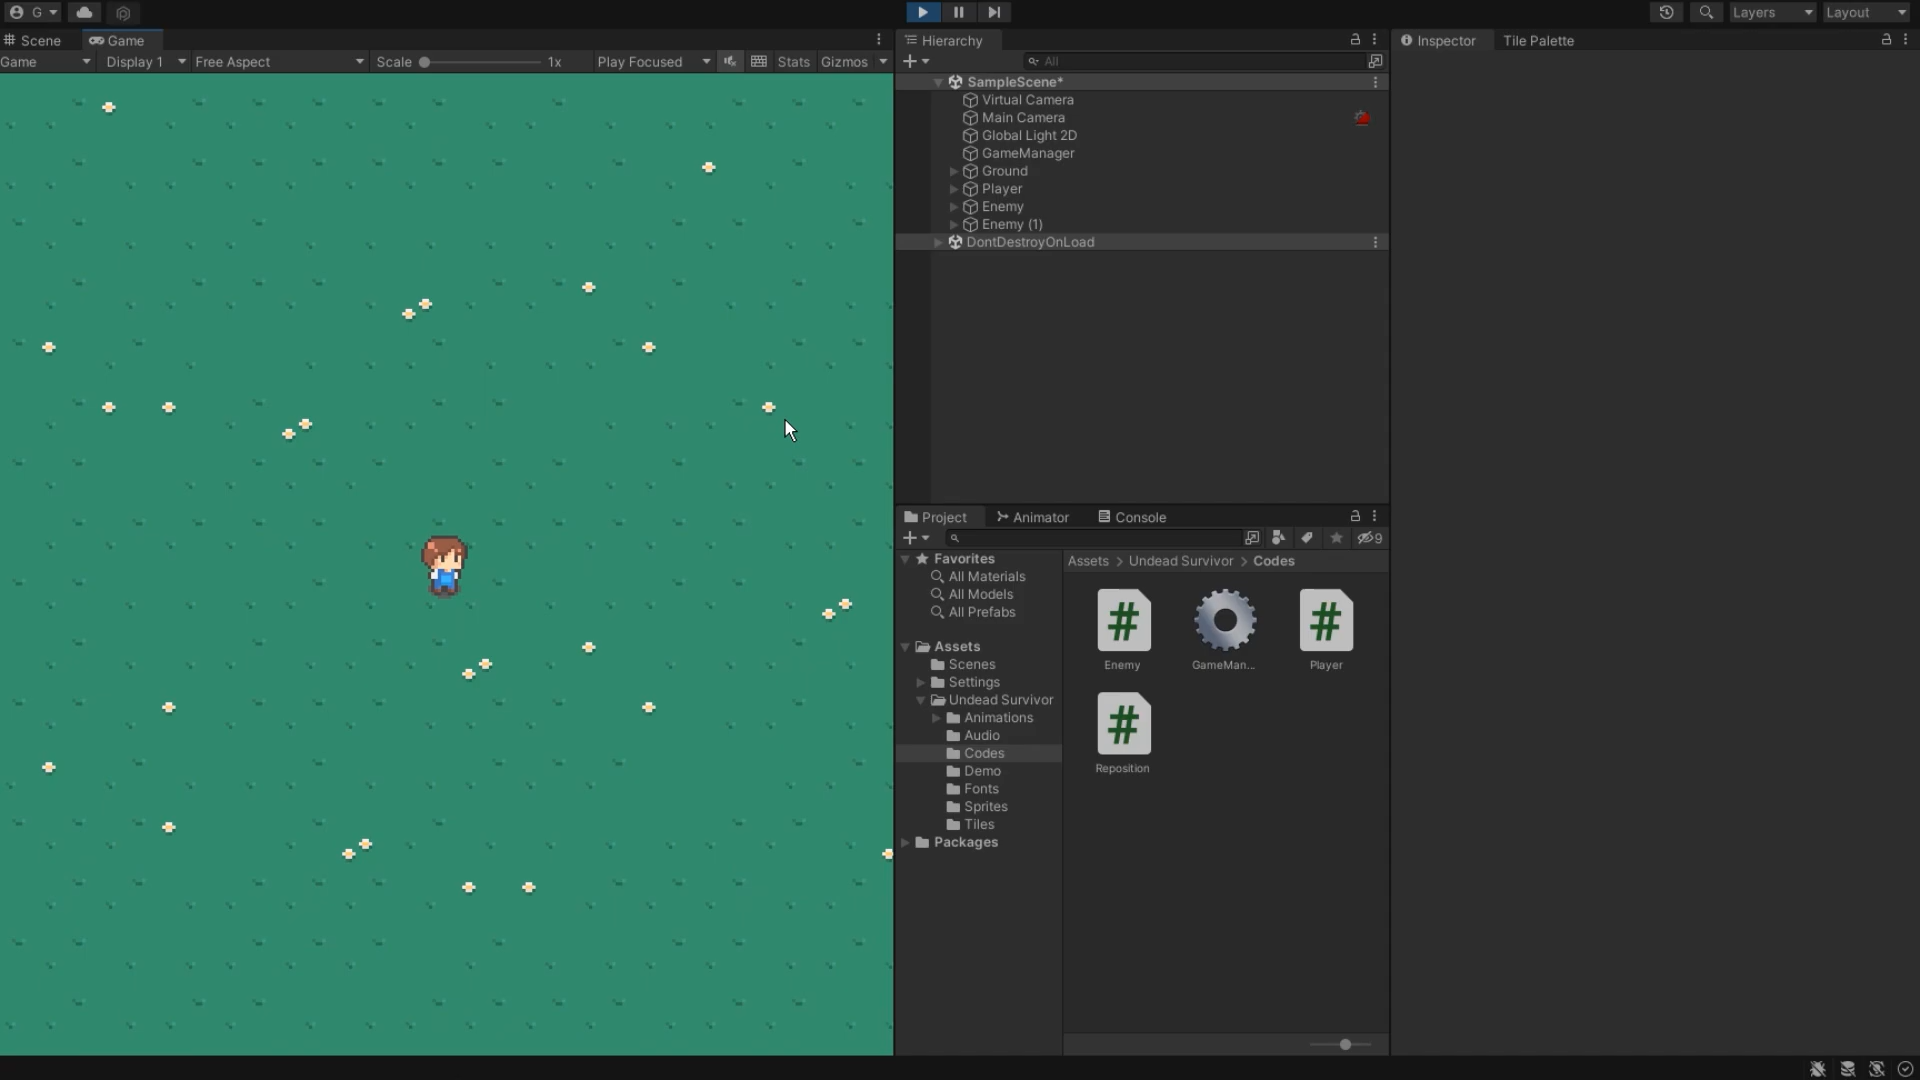 G
Layers
Layout
Scene
Game
Game
Display 1
Free Aspect
Scale
1x
Play Focused
Stats
Gizmos
Hierarchy
All
SampleScene*
Virtual Camera
Main Camera
Global Light 2D
GameManager
Ground
Player
Enemy
Enemy (1)
DontDestroyOnLoad
Inspector
Tile Palette
Project
Animator
Console
9
Favorites
All Materials
All Models
All Prefabs
Assets
Scenes
Settings
Undead Survivor
Animations
Audio
Codes
Demo
Fonts
Sprites
Tiles
Packages
Assets > Undead Survivor > Codes
Enemy
GameMan...
Player
Reposition